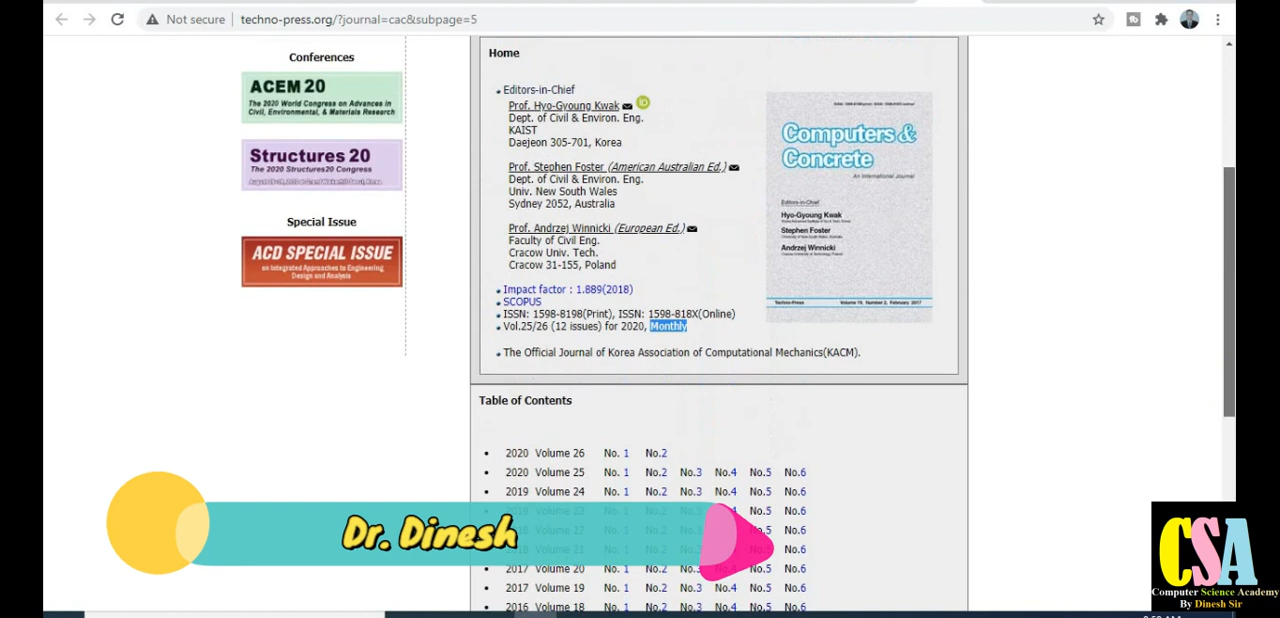 Not secure
techno-press.org/?journal=cac&subpage=5
Conferences
ACEM 20
The 2020 World Congress on Advances in
Civil, Environmental, & Materials Research
Structures 20
The 2020 Structures20 Congress
Special Issue
ACD SPECIAL ISSUE
on Integrated Approaches to Engineering
Design and Analysis
Home
Editors-in-Chief
Prof. Hyo-Gyoung Kwak
Dept. of Civil & Environ. Eng.
KAIST
Daejeon 305-701, Korea
Prof. Stephen Foster (American Australian Ed.)
Dept. of Civil & Environ. Eng.
Univ. New South Wales
Sydney 2052, Australia
Prof. Andrzej Winnicki (European Ed.)
Faculty of Civil Eng.
Cracow Univ. Tech.
Cracow 31-155, Poland
Impact factor : 1.889(2018)
SCOPUS
ISSN: 1598-8198(Print), ISSN: 1598-818X(Online)
Vol.25/26 (12 issues) for 2020, Monthly
The Official Journal of Korea Association of Computational Mechanics(KACM).
Computers &
Concrete
An International Journal
Editors-in-Chief
Hyo-Gyoung Kwak
Stephen Foster
Andrzej Winnicki
Techno-Press Volume 19, Number 2, February 2017
Table of Contents
2020 Volume 26 No. 1 No.2
2020 Volume 25 No. 1 No.2 No.3 No.4 No.5 No.6
2019 Volume 24 No. 1 No.2 No.3 No.4 No.5 No.6
No.5 No.6
No.5 No.6
No.6
2017 Volume 20 No. 1 No.2 No.3 No.5 No.6
2017 Volume 19 No. 1 No.2 No.3 No.4 No.5 No.6
2016 Volume 18 No. 1 No.2 No.3 No.4 No.5 No.6
Dr. Dinesh
CSA
Computer Science Academy
By Dinesh Sir